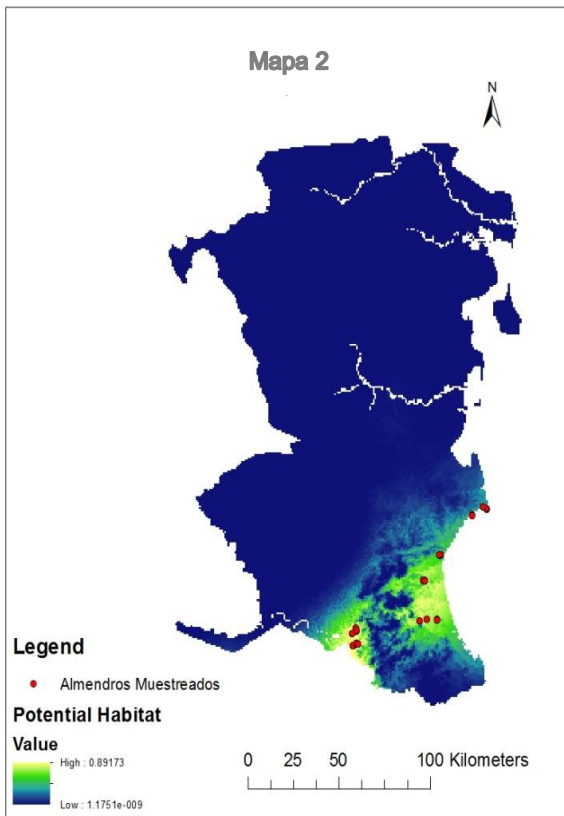 Mapa 2
N
Legend
Almendros Muestreados
Potential Habitat
Value
High : 0.89173
Low : 1.1751e-009
0 25 50 100 Kilometers